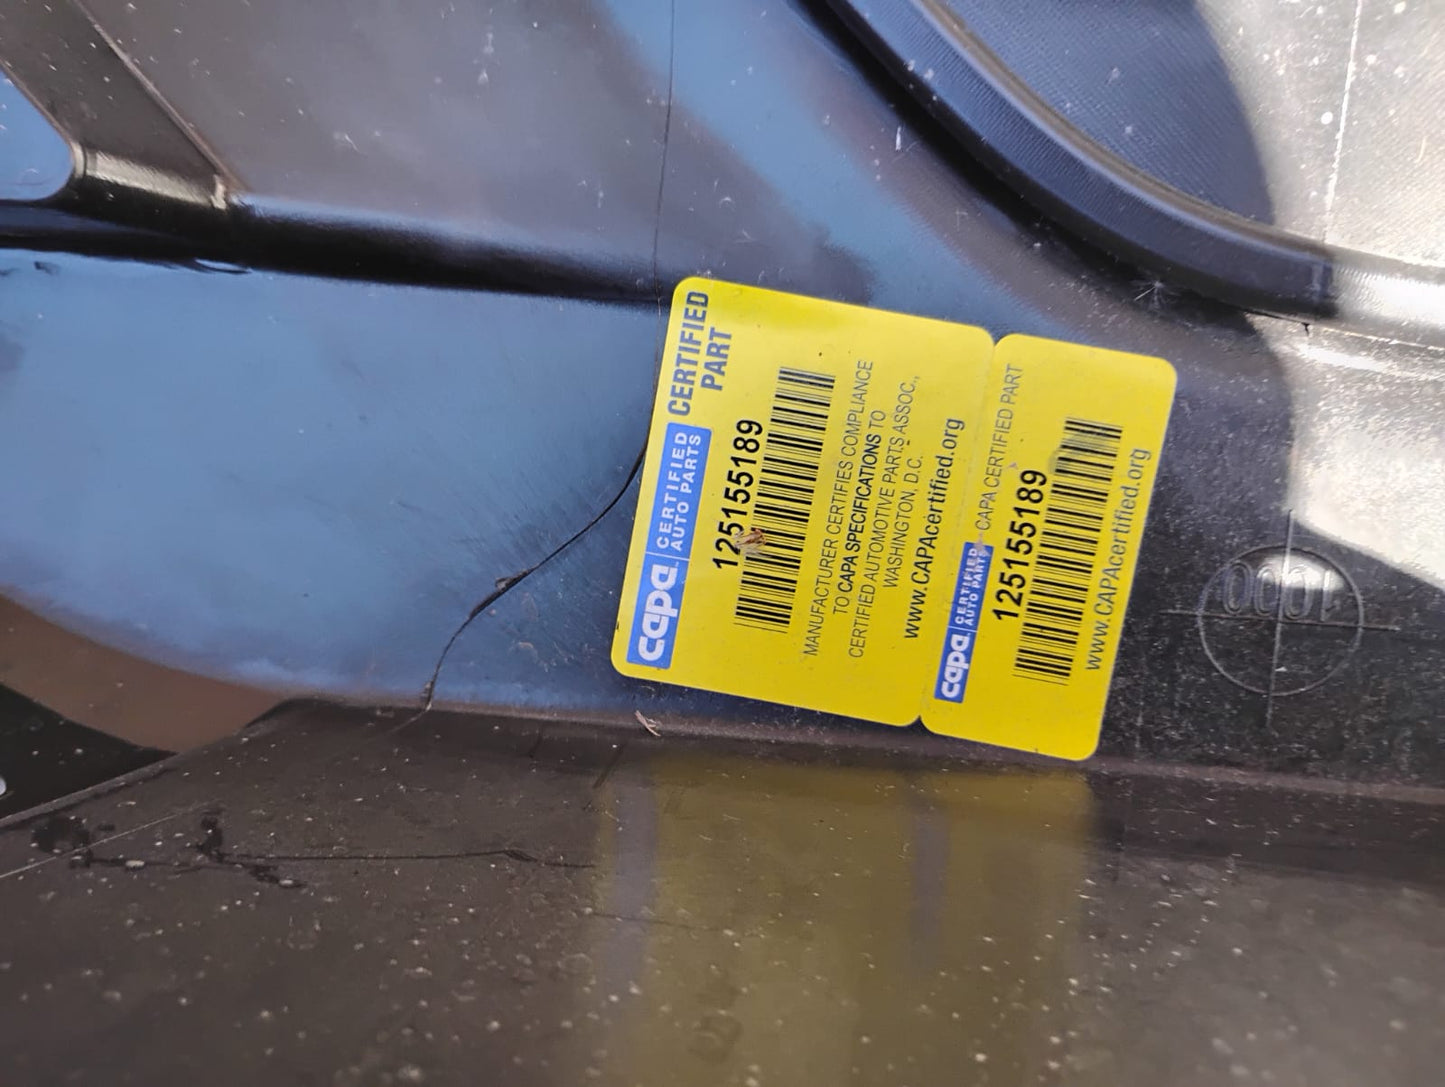 capa CERTIFIED
AUTO PARTS
CERTIFIED
PART
125155189
MANUFACTURER CERTIFIES COMPLIANCE
TO CAPA SPECIFICATIONS TO
CERTIFIED AUTOMOTIVE PARTS ASSOC.,
WASHINGTON, D.C.
www.CAPAcertified.org
capa CERTIFIED
AUTO PARTS
CAPA CERTIFIED PART
125155189
www.CAPAcertified.org
1000